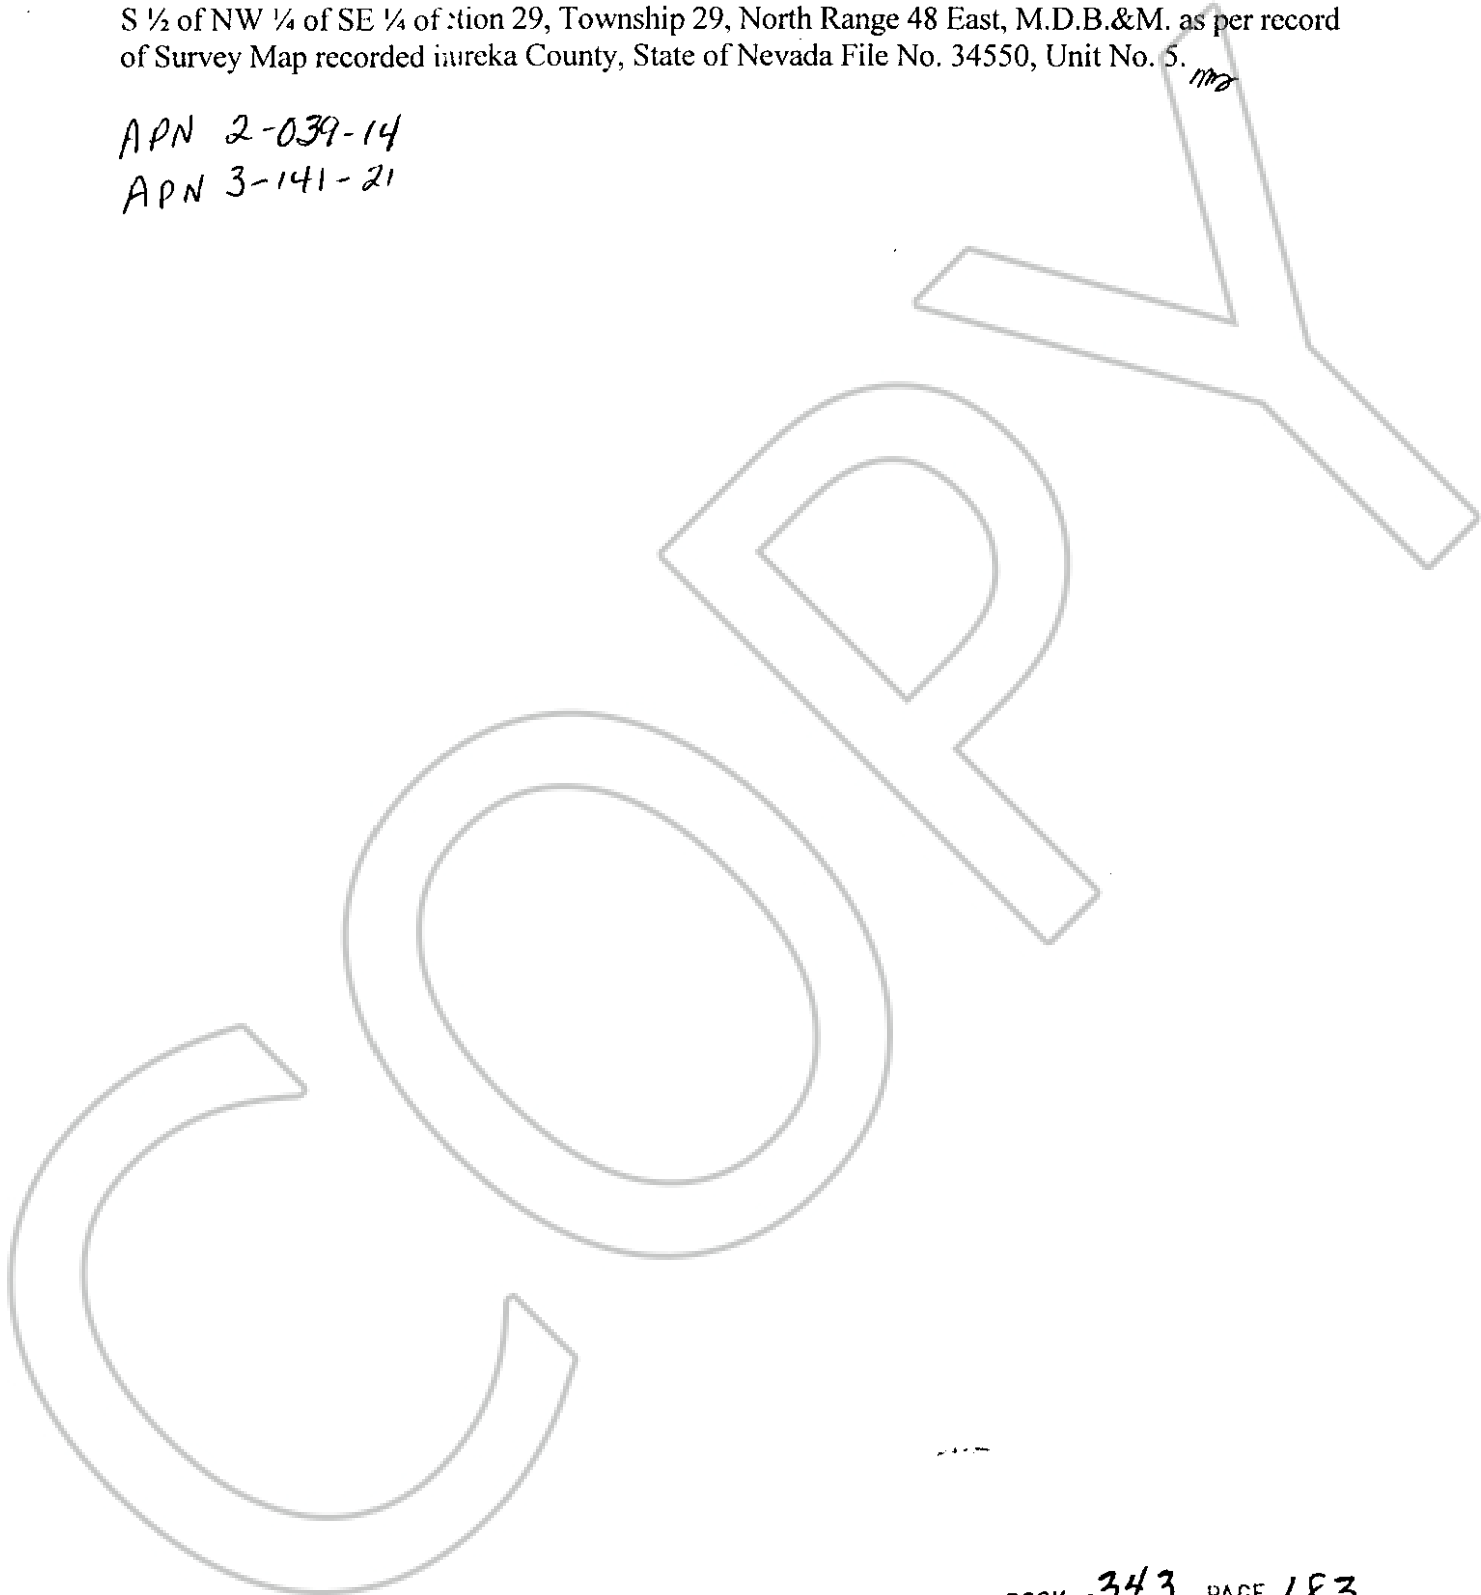 S ½ of NW ¼ of SE ¼ of :tion 29, Township 29, North Range 48 East, M.D.B.&M. as per record
of Survey Map recorded iiureka County, State of Nevada File No. 34550, Unit No. 5.
APN 2-039-14
APN 3-141-21
COPY
343 PAGE 183